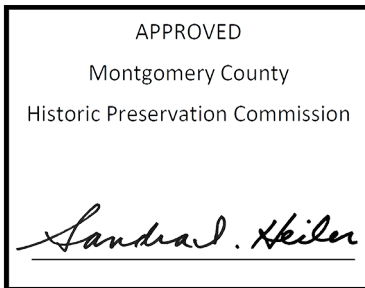 APPROVED
Montgomery County
Historic Preservation Commission
Sandra I. Heiler